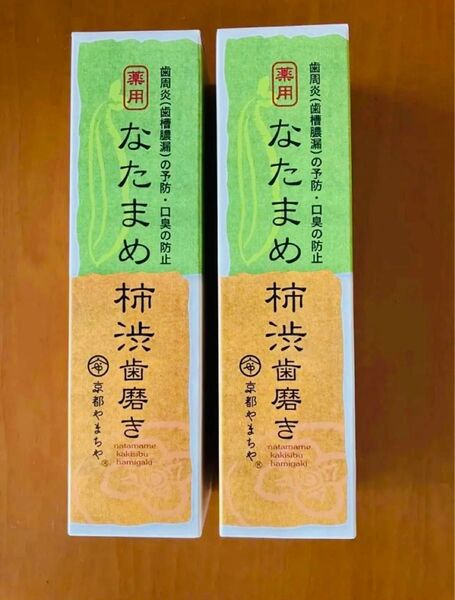 歯周炎(歯槽膿漏)の予防・口臭の防止
薬用
なたまめ
柿渋歯磨き
京都やまちや®
natamame
kakisibu
hamigaki
歯周炎(歯槽膿漏)の予防・口臭の防止
薬用
なたまめ
柿渋歯磨き
京都やまちや®
natamame
kakisibu
hamigaki